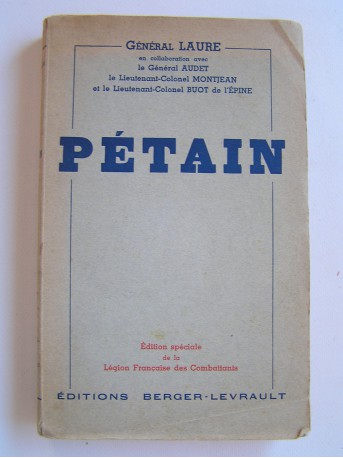 GÉNÉRAL LAURE
en collaboration avec
le Général AUDET
le Lieutenant-Colonel MONTJEAN
et le Lieutenant-Colonel BUOT de l'ÉPINE
PÉTAIN
Édition spéciale
de la
Légion Française des Combattants
ÉDITIONS BERGER-LEVRAULT